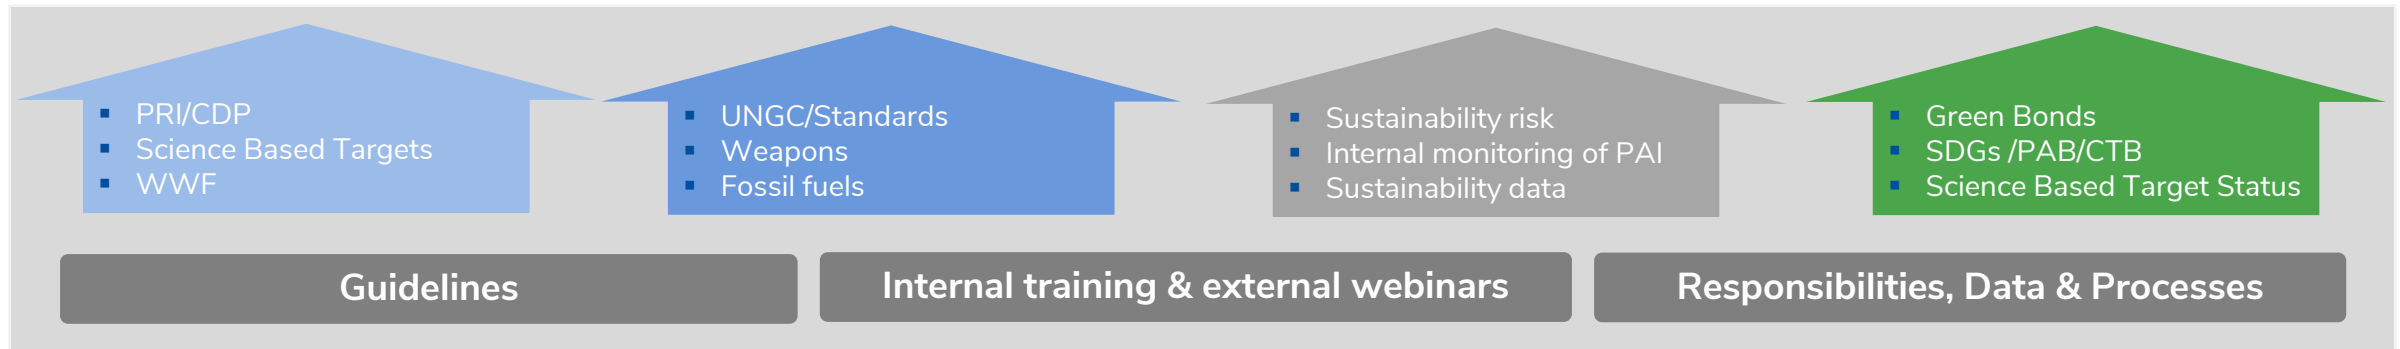 PRI/CDP
Science Based Targets
WWF
UNGC/Standards
Weapons
Fossil fuels
Sustainability risk
Internal monitoring of PAI
Sustainability data
Green Bonds
SDGs /PAB/CTB
Science Based Target Status
Guidelines
Internal training & external webinars
Responsibilities, Data & Processes